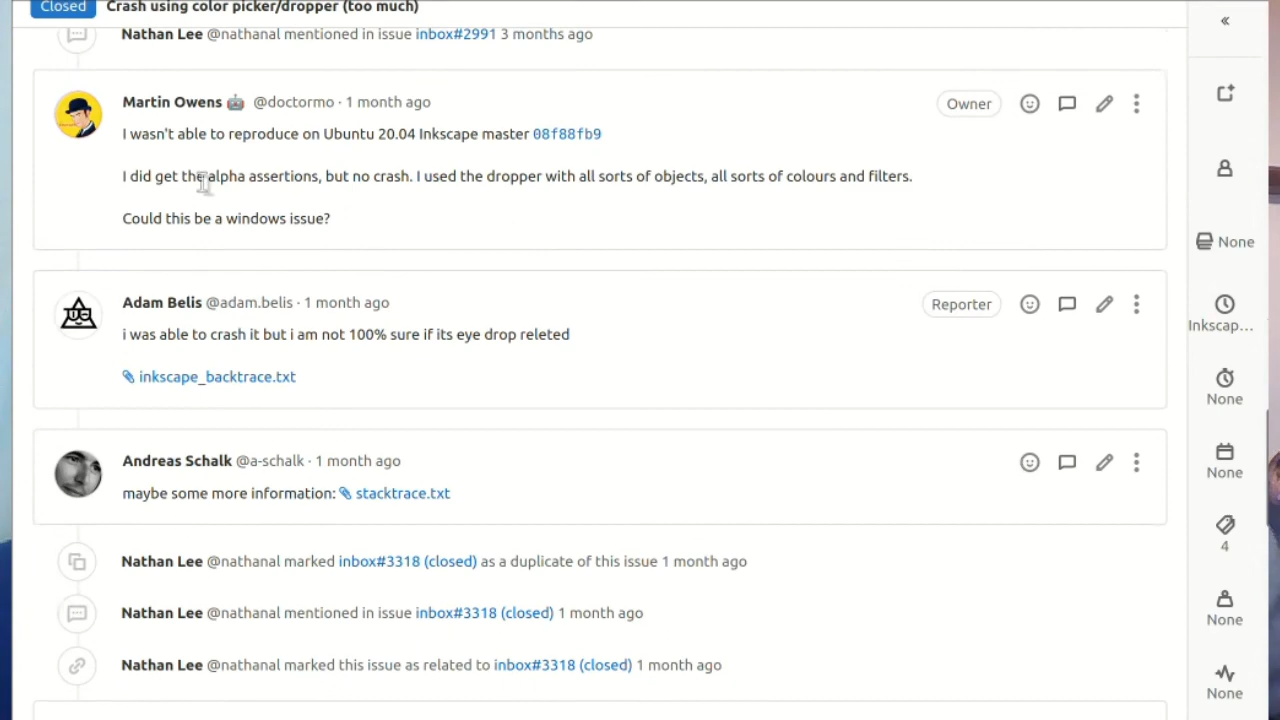 Closed Crash using color picker/dropper (too much)
Nathan Lee @nathanal mentioned in issue inbox#2991 3 months ago
Martin Owens @doctormo · 1 month ago Owner
I wasn't able to reproduce on Ubuntu 20.04 Inkscape master 08f88fb9
I did get the alpha assertions, but no crash. I used the dropper with all sorts of objects, all sorts of colours and filters.
Could this be a windows issue?
Adam Belis @adam.belis · 1 month ago Reporter
i was able to crash it but i am not 100% sure if its eye drop releted
inkscape_backtrace.txt
Andreas Schalk @a-schalk · 1 month ago
maybe some more information: stacktrace.txt
Nathan Lee @nathanal marked inbox#3318 (closed) as a duplicate of this issue 1 month ago
Nathan Lee @nathanal mentioned in issue inbox#3318 (closed) 1 month ago
Nathan Lee @nathanal marked this issue as related to inbox#3318 (closed) 1 month ago
None
Inkscap...
None
None
4
None
None